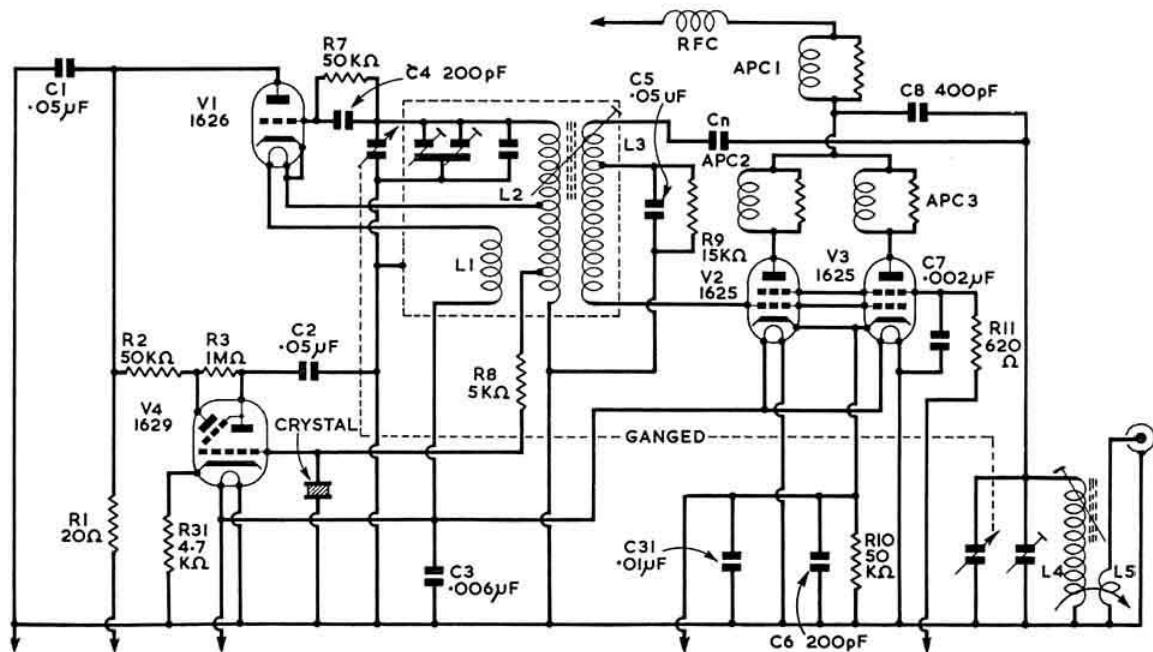 RFC
R7
50KΩ
C4 200pF
APC1
C1
.05μF
V1
1626
C5
.05μF
C8 400pF
Cn
L3
APC2
L2
APC3
R9
15KΩ
L1
V2
1625
V3
1625
C7
.002μF
R11
620
Ω
R2
50KΩ
R3
1MΩ
C2
.05μF
R8
5KΩ
V4
1629
CRYSTAL
GANGED
R1
20Ω
R31
4.7
KΩ
C3
.006μF
C31
.01μF
R10
50
KΩ
C6 200pF
L4
L5